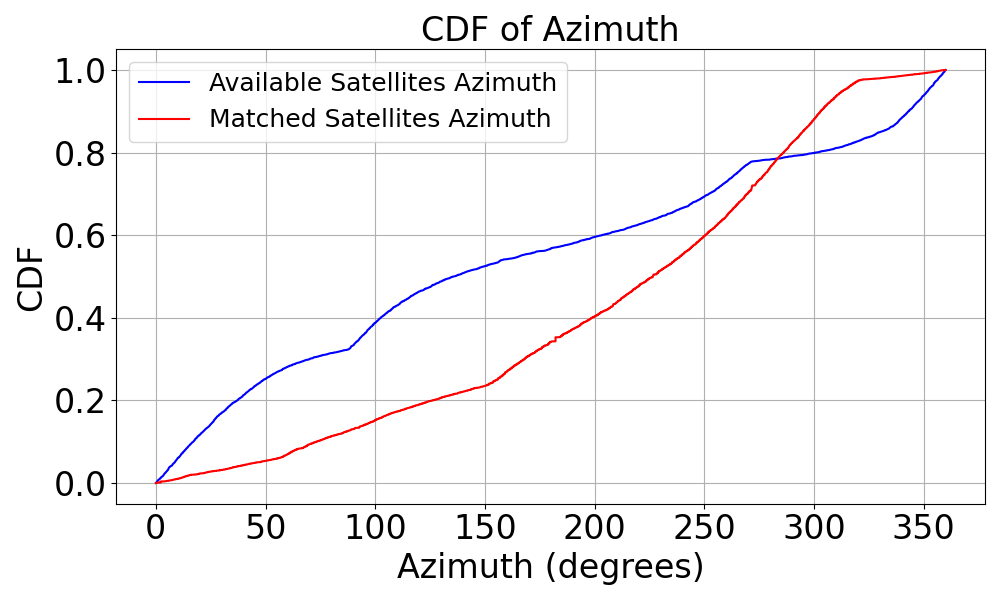 CDF of Azimuth
Available Satellites Azimuth
Matched Satellites Azimuth
1.0
0.8
0.6
0.4
0.2
0.0
CDF
0 50 100 150 200 250 300 350
Azimuth (degrees)